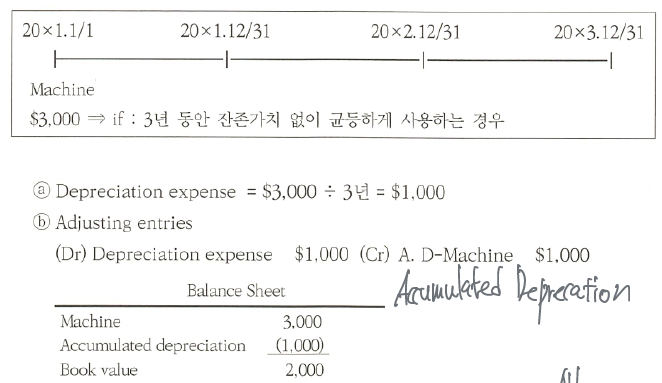 20×1.1/1 20×1.12/31 20×2.12/31 20×3.12/31
Machine
$3,000 ⇒ if : 3년 동안 잔존가치 없이 균등하게 사용하는 경우
ⓐ Depreciation expense = $3,000 ÷ 3년 = $1,000
ⓑ Adjusting entries
(Dr) Depreciation expense $1,000 (Cr) A. D-Machine $1,000
Accumulated Depreration
Balance Sheet
Machine 3,000
Accumulated depreciation (1,000)
Book value 2,000